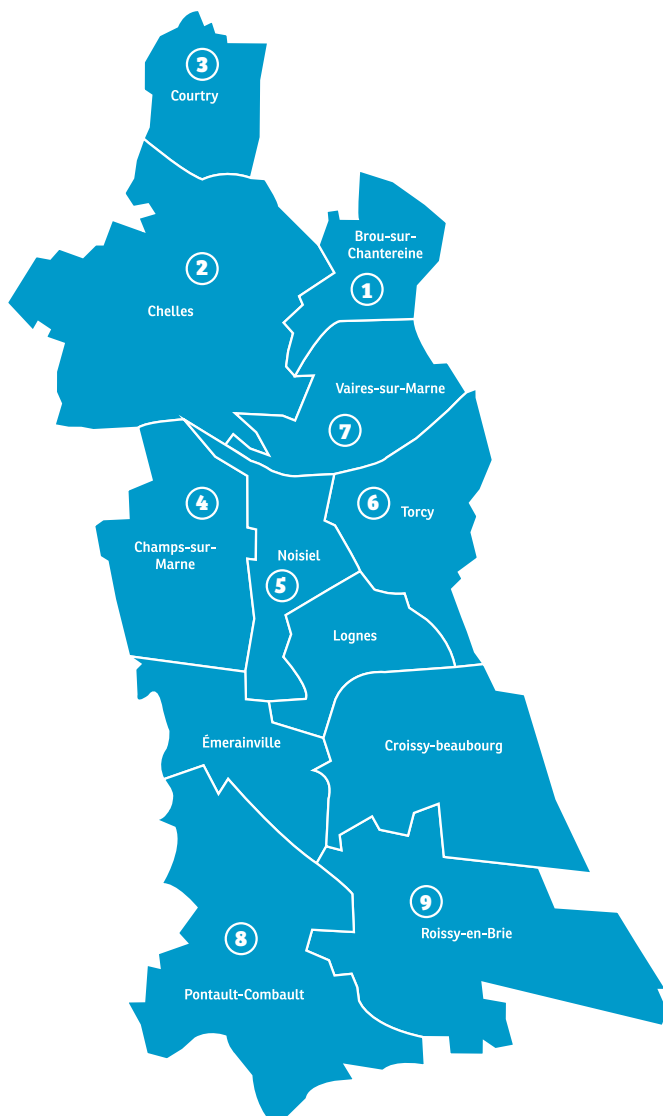 3
Courtry
Brou-sur-
Chantereine
1
2
Chelles
Vaires-sur-Marne
7
4
Champs-sur-
Marne
6
Torcy
Noisiel
5
Lognes
Émerainville
Croissy-beaubourg
9
Roissy-en-Brie
8
Pontault-Combault